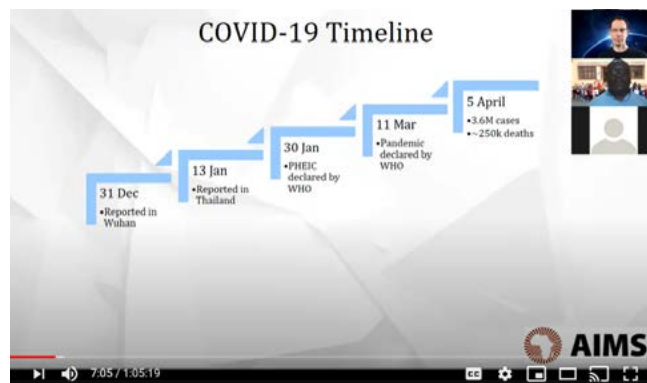 COVID-19 Timeline
31 Dec
•Reported in
Wuhan
13 Jan
•Reported in
Thailand
30 Jan
•PHEIC
declared by
WHO
11 Mar
•Pandemic
declared by
WHO
5 April
•3.6M cases
•~250k deaths
AIMS
7:05 / 1:05:19
CC